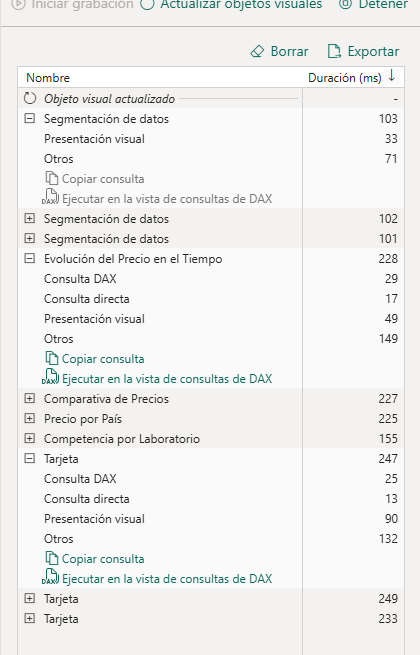 Iniciar grabación Actualizar objetos visuales Detener
Borrar Exportar
Nombre Duración (ms) ↓
Objeto visual actualizado -
Segmentación de datos 103
Presentación visual 33
Otros 71
Copiar consulta
DAX Ejecutar en la vista de consultas de DAX
Segmentación de datos 102
Segmentación de datos 101
Evolución del Precio en el Tiempo 228
Consulta DAX 29
Consulta directa 17
Presentación visual 49
Otros 149
Copiar consulta
DAX Ejecutar en la vista de consultas de DAX
Comparativa de Precios 227
Precio por País 225
Competencia por Laboratorio 155
Tarjeta 247
Consulta DAX 25
Consulta directa 13
Presentación visual 90
Otros 132
Copiar consulta
DAX Ejecutar en la vista de consultas de DAX
Tarjeta 249
Tarjeta 233